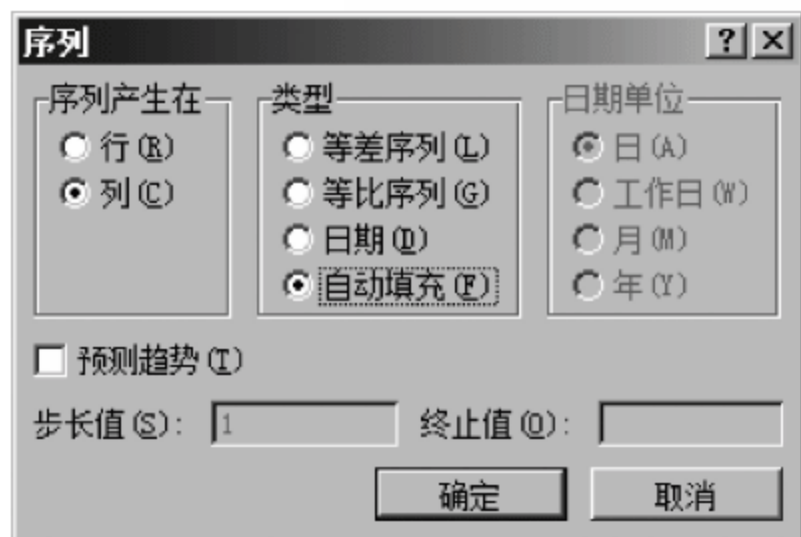 序列
序列产生在 类型 日期单位
行(R) 等差序列(L) 日(A)
列(C) 等比序列(G) 工作日(W)
日期(D) 月(M)
自动填充(F) 年(Y)
预测趋势(T)
步长值(S): 1 终止值(O):
确定 取消